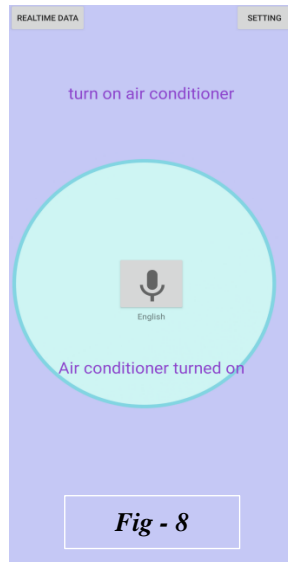 REALTIME DATA
SETTING
turn on air conditioner
English
Air conditioner turned on
Fig - 8